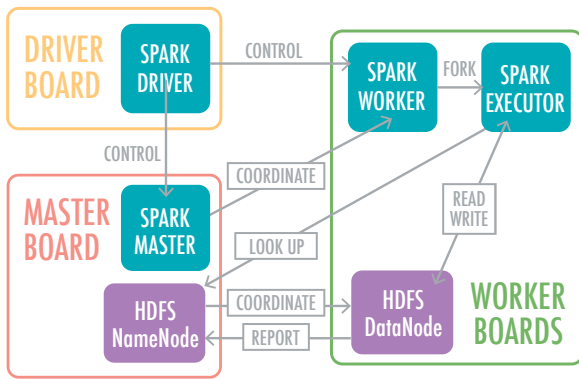 DRIVER
BOARD
SPARK
DRIVER
CONTROL
SPARK
WORKER
FORK
SPARK
EXECUTOR
CONTROL
COORDINATE
READ
WRITE
MASTER
BOARD
SPARK
MASTER
LOOK UP
HDFS
NameNode
COORDINATE
REPORT
HDFS
DataNode
WORKER
BOARDS